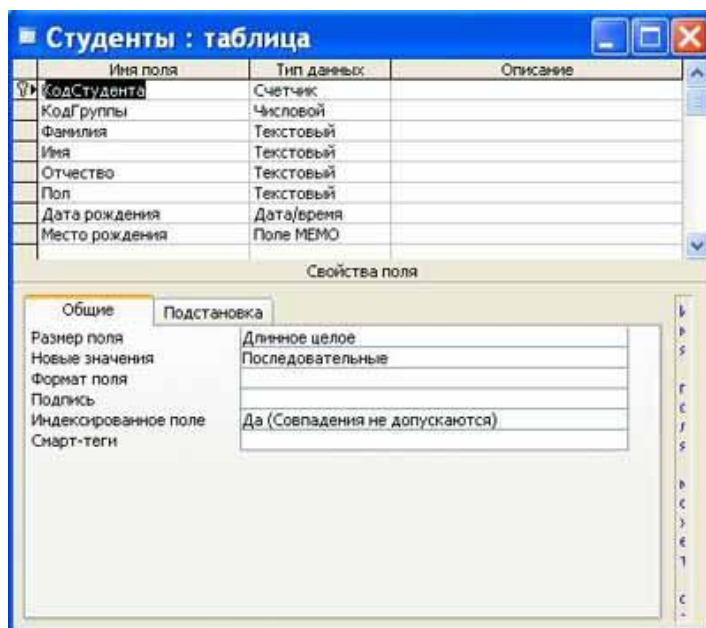 Студенты : таблица
Имя поля Тип данных Описание
КодСтудента Счетчик
КодГруппы Числовой
Фамилия Текстовый
Имя Текстовый
Отчество Текстовый
Пол Текстовый
Дата рождения Дата/время
Место рождения Поле МЕМО
Свойства поля
Общие Подстановка
Размер поля Длинное целое
Новые значения Последовательные
Формат поля
Подпись
Индексированное поле Да (Совпадения не допускаются)
Смарт-теги